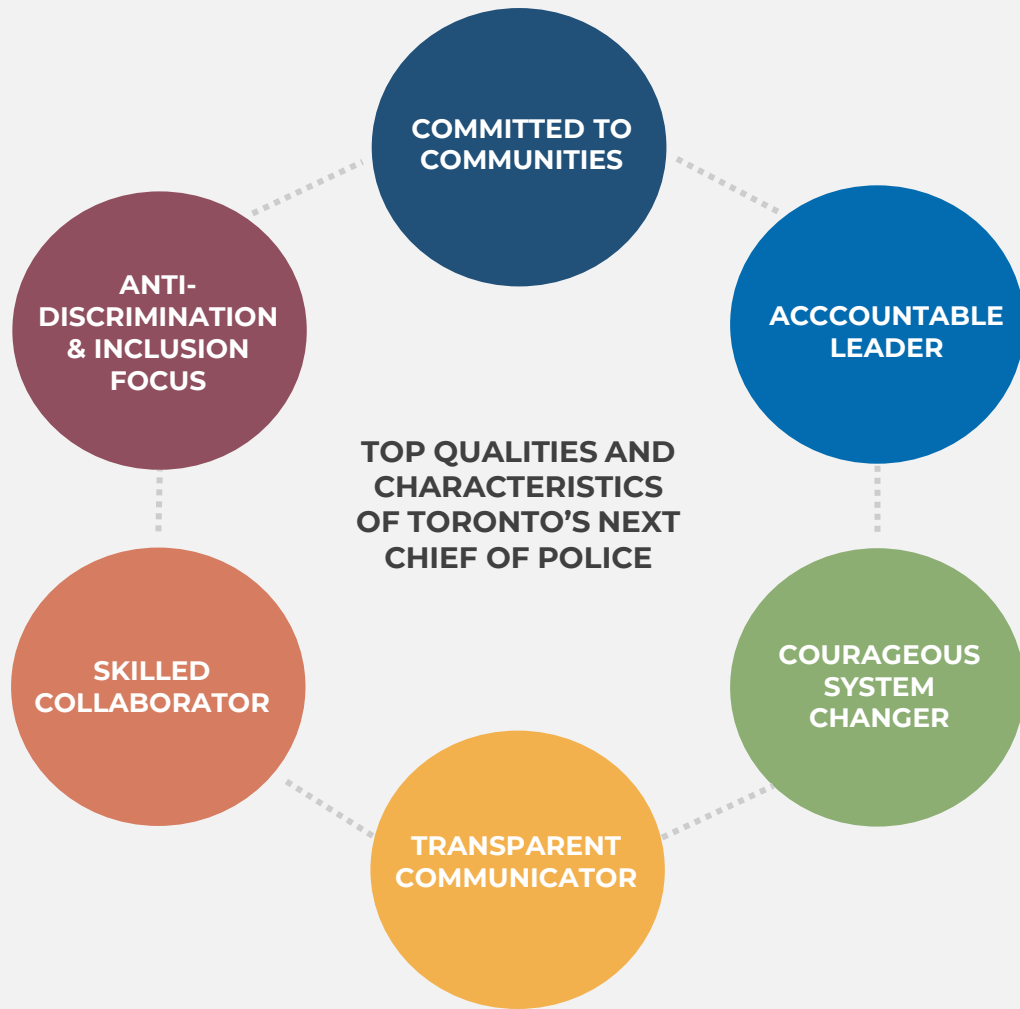 COMMITTED TO
COMMUNITIES
ACCCOUNTABLE
LEADER
COURAGEOUS
SYSTEM
CHANGER
TRANSPARENT
COMMUNICATOR
SKILLED
COLLABORATOR
ANTI-
DISCRIMINATION
& INCLUSION
FOCUS
TOP QUALITIES AND
CHARACTERISTICS
OF TORONTO’S NEXT
CHIEF OF POLICE